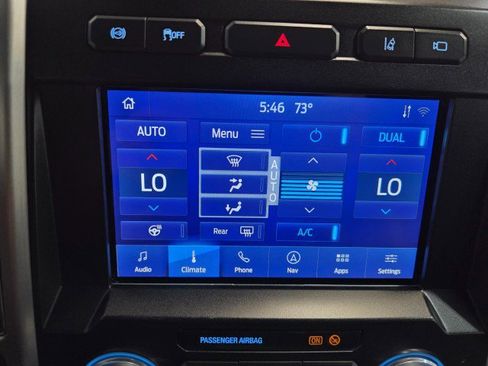 OFF
5:46 73°
AUTO
Menu
DUAL
LO
AUTO
LO
Rear
A/C
Audio
Climate
Phone
Nav
Apps
Settings
PASSENGER AIRBAG
ON